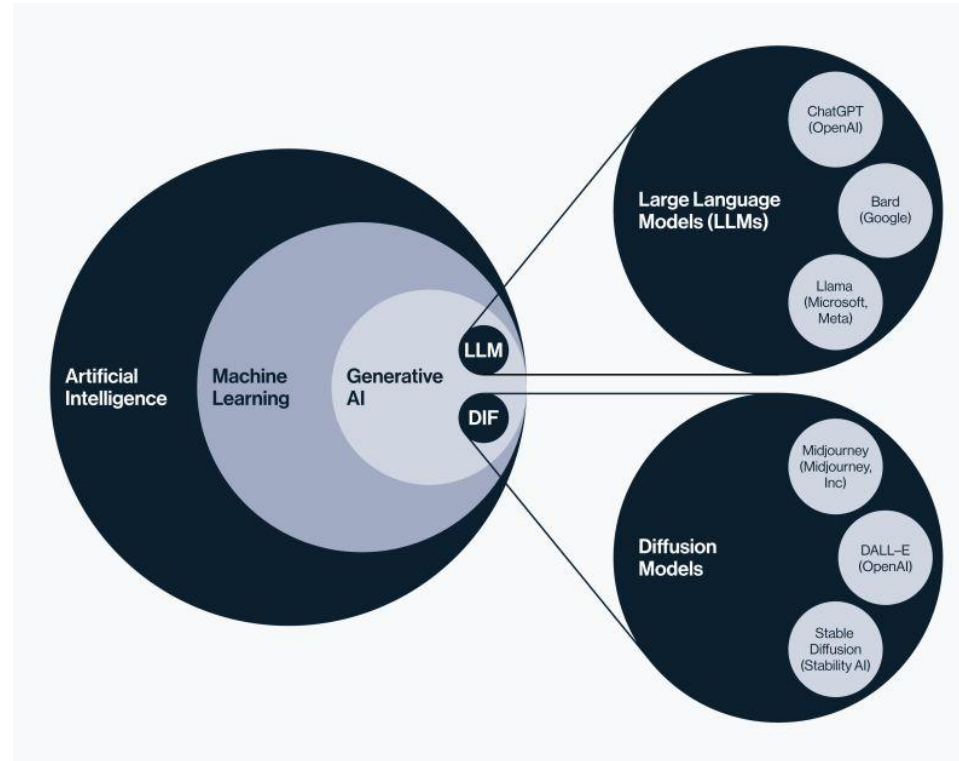 Artificial
Intelligence
Machine
Learning
Generative
AI
LLM
DIF
Large Language
Models (LLMs)
ChatGPT
(OpenAI)
Bard
(Google)
Llama
(Microsoft,
Meta)
Diffusion
Models
Midjourney
(Midjourney,
Inc)
DALL–E
(OpenAI)
Stable
Diffusion
(Stability AI)